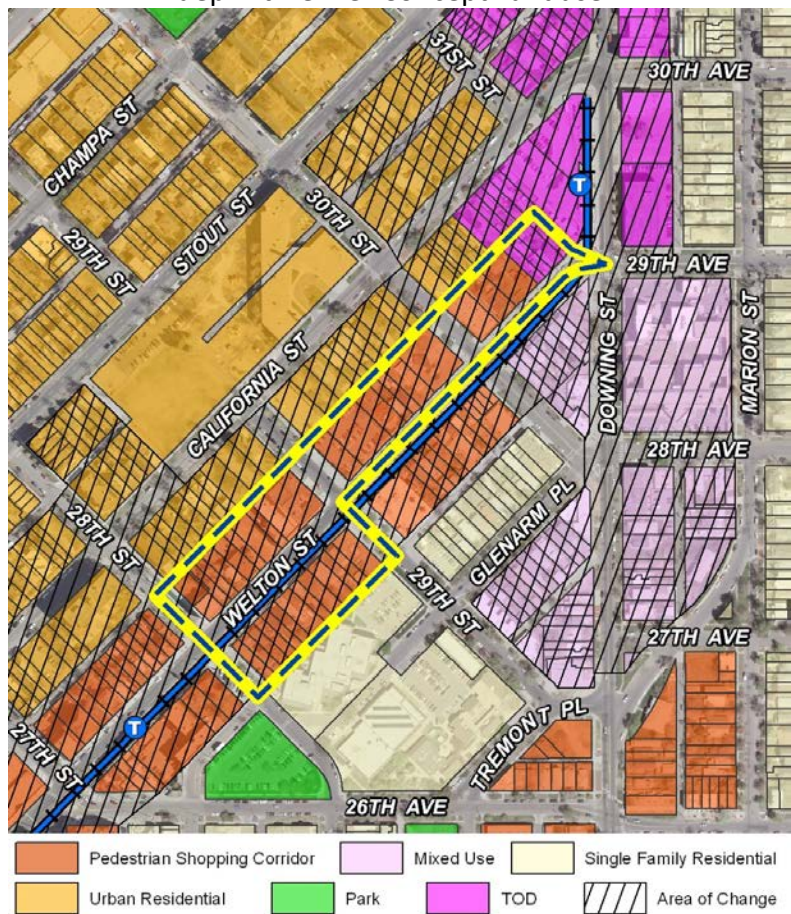 31ST ST
30TH AVE
CHAMPA ST
STOUT ST
30TH ST
29TH ST
29TH AVE
CALIFORNIA ST
DOWNING ST
MARION ST
28TH AVE
28TH ST
GLENARM PL
WELTON ST
29TH ST
27TH AVE
27TH ST
TREMONT PL
26TH AVE
T
T
Pedestrian Shopping Corridor
Mixed Use
Single Family Residential
Urban Residential
Park
TOD
Area of Change